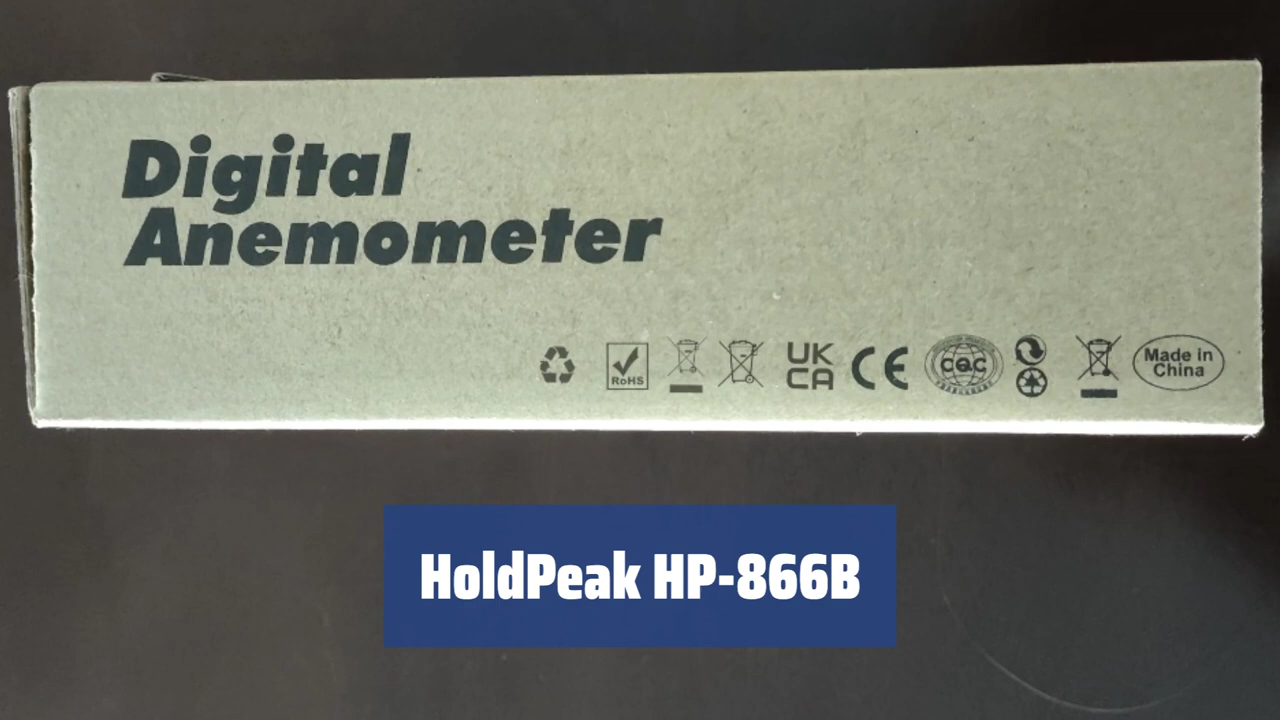 Digital
Anemometer
RoHS
UK
CA
CE
CQC
Made in
China
HoldPeak HP-866B